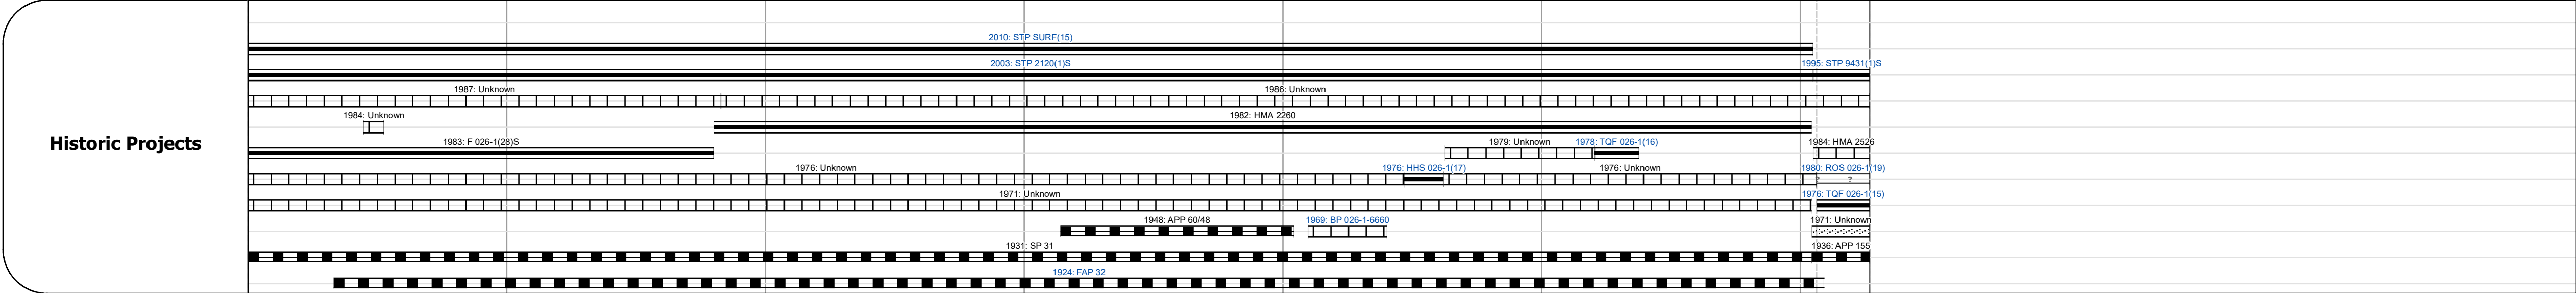 Historic Projects
2010: STP SURF(15)
2003: STP 2120(1)S
1995: STP 9431(1)S
1987: Unknown
1986: Unknown
1984: Unknown
1982: HMA 2260
1983: F 026-1(28)S
1979: Unknown
1978: TQF 026-1(16)
1984: HMA 2526
1976: Unknown
1976: HHS 026-1(17)
1976: Unknown
1980: ROS 026-1(19)
? ?
1971: Unknown
1976: TQF 026-1(15)
1948: APP 60/48
1969: BP 026-1-6660
1971: Unknown
1931: SP 31
1936: APP 155
1924: FAP 32